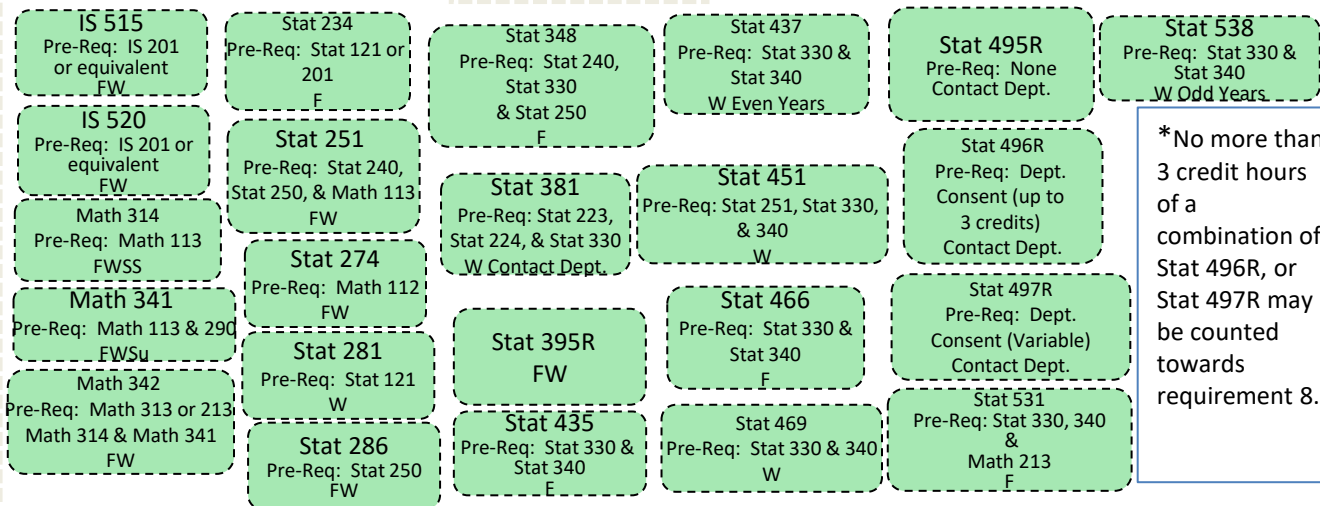 IS 515
Pre-Req: IS 201
or equivalent
FW
IS 520
Pre-Req: IS 201 or
equivalent
FW
Math 314
Pre-Req: Math 113
FWSS
Math 341
Pre-Req: Math 113 & 290
FWSu
Math 342
Pre-Req: Math 313 or 213
Math 314 & Math 341
FW
Stat 234
Pre-Req: Stat 121 or
201
F
Stat 251
Pre-Req: Stat 240,
Stat 250, & Math 113
FW
Stat 274
Pre-Req: Math 112
FW
Stat 281
Pre-Req: Stat 121
W
Stat 286
Pre-Req: Stat 250
FW
Stat 348
Pre-Req: Stat 240,
Stat 330
& Stat 250
F
Stat 381
Pre-Req: Stat 223,
Stat 224, & Stat 330
W Contact Dept.
Stat 395R
FW
Stat 435
Pre-Req: Stat 330 &
Stat 340
F
Stat 437
Pre-Req: Stat 330 &
Stat 340
W Even Years
Stat 451
Pre-Req: Stat 251, Stat 330,
& 340
W
Stat 466
Pre-Req: Stat 330 &
Stat 340
F
Stat 469
Pre-Req: Stat 330 & 340
W
Stat 495R
Pre-Req: None
Contact Dept.
Stat 496R
Pre-Req: Dept.
Consent (up to
3 credits)
Contact Dept.
Stat 497R
Pre-Req: Dept.
Consent (Variable)
Contact Dept.
Stat 531
Pre-Req: Stat 330, 340
&
Math 213
F
Stat 538
Pre-Req: Stat 330 &
Stat 340
W Odd Years
*No more than
3 credit hours
of a
combination of
Stat 496R, or
Stat 497R may
be counted
towards
requirement 8.